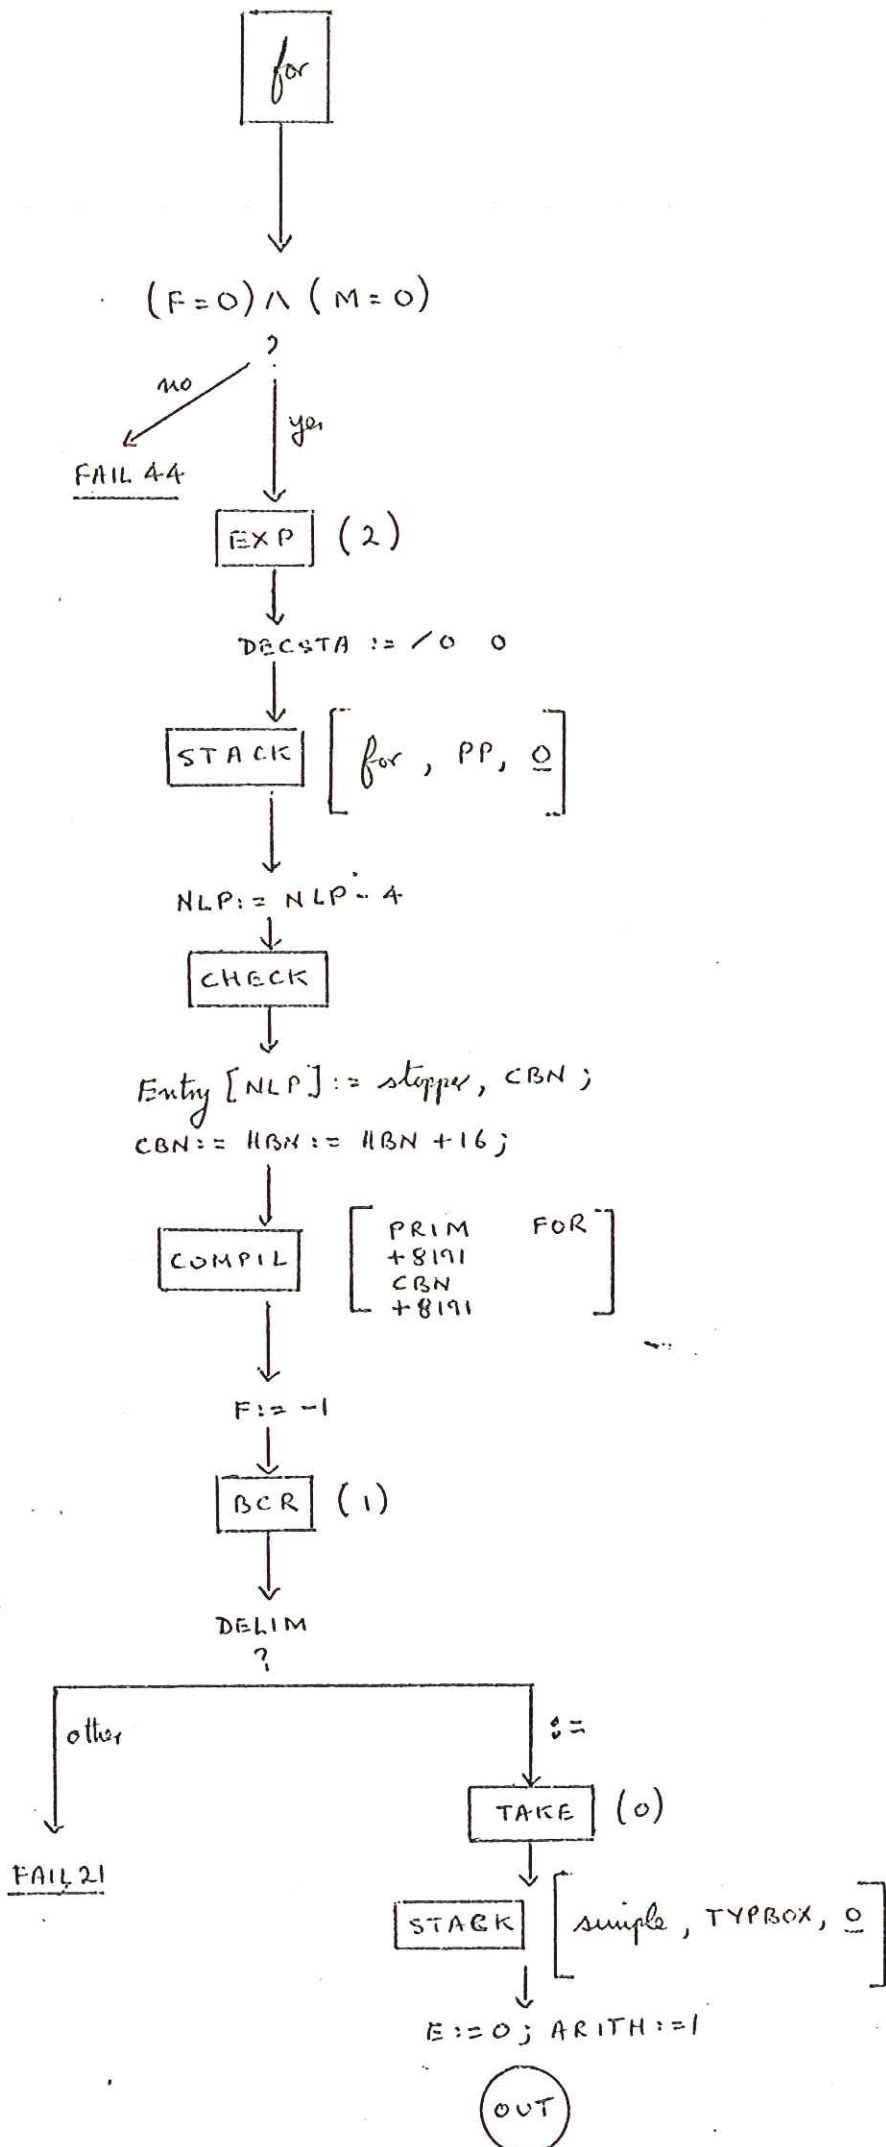 for
(F=0) ∧ (M=0)
?
no
yes
FAIL 44
EXP (2)
DECSTA := /0 0
STACK [for, PP, 0]
NLP := NLP - 4
CHECK
Entry [NLP] := stopper, CBN ;
CBN := HBN := HBN +16 ;
COMPIL [PRIM FOR
+8191
CBN
+8191]
F := -1
BCR (1)
DELIM
?
other
:=
TAKE (0)
FAIL 21
STACK [simple, TYPBOX, 0]
E := 0 ; ARITH := 1
OUT